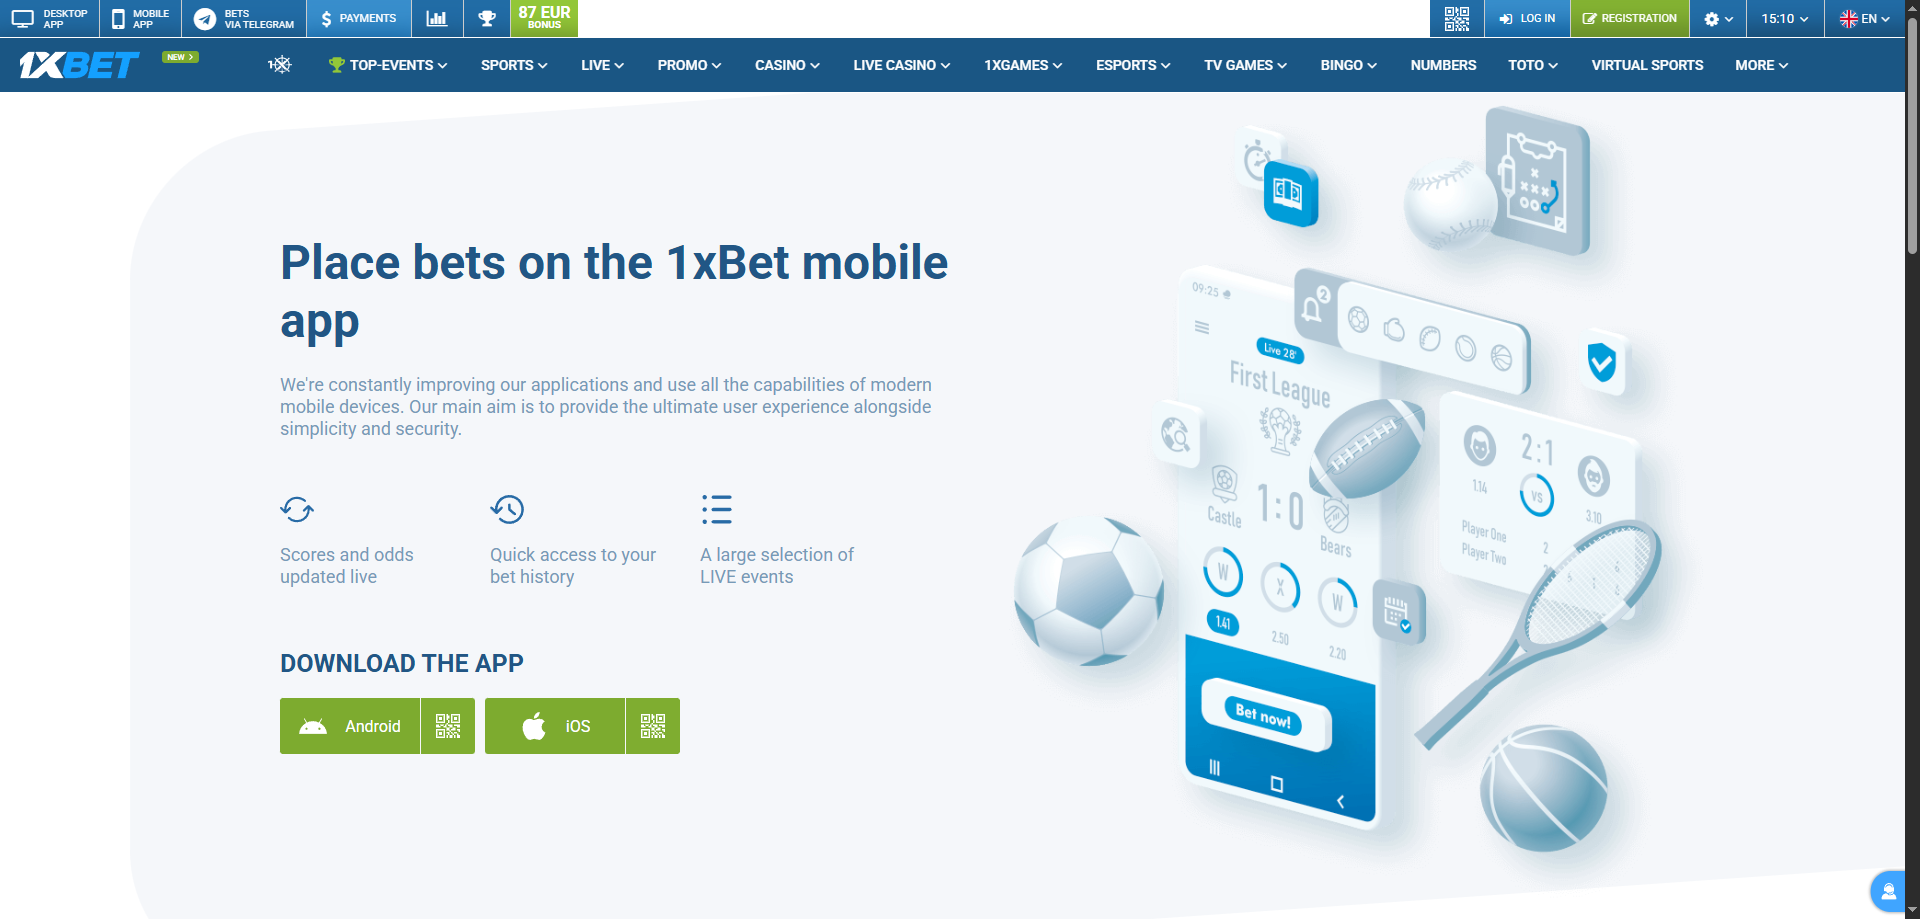 DESKTOP
APP
MOBILE
APP
BETS
VIA TELEGRAM
$ PAYMENTS
87 EUR
BONUS
LOG IN
REGISTRATION
15:10
EN
1XBET
NEW
TOP-EVENTS
SPORTS
LIVE
PROMO
CASINO
LIVE CASINO
1XGAMES
ESPORTS
TV GAMES
BINGO
NUMBERS
TOTO
VIRTUAL SPORTS
MORE
Place bets on the 1xBet mobile
app
We're constantly improving our applications and use all the capabilities of modern
mobile devices. Our main aim is to provide the ultimate user experience alongside
simplicity and security.
Scores and odds
updated live
Quick access to your
bet history
A large selection of
LIVE events
DOWNLOAD THE APP
Android
iOS
09:25
2
Live 28'
First League
1:0
Castle
Bears
W
X
W
1.41
2.50
2.20
Bet now!
2:1
1.14
VS
3.10
Player One
2
Player Two